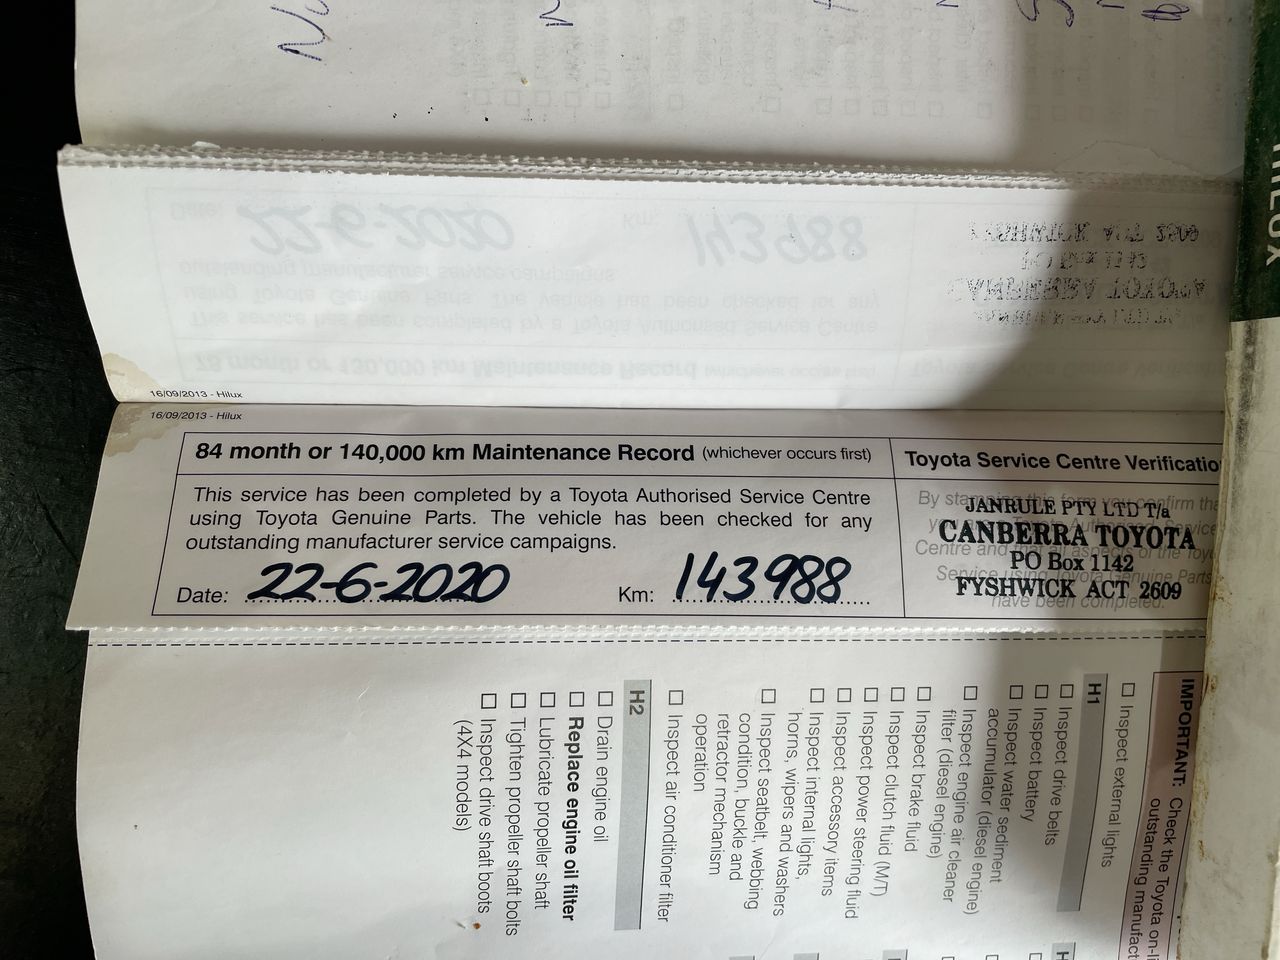 HILUX
16/09/2013 - Hilux
16/09/2013 - Hilux
84 month or 140,000 km Maintenance Record (whichever occurs first)
This service has been completed by a Toyota Authorised Service Centre
using Toyota Genuine Parts. The vehicle has been checked for any
outstanding manufacturer service campaigns.
Date: 22-6-2020 Km: 143988
Toyota Service Centre Verificatio
JANRULE PTY LTD T/a
CANBERRA TOYOTA
PO Box 1142
FYSHWICK ACT 2609
have been completed.
IMPORTANT: Check the Toyota on-li
outstanding manufact
☐ Inspect external lights
H1
☐ Inspect drive belts
☐ Inspect battery
☐ Inspect water sediment
accumulator (diesel engine)
☐ Inspect engine air cleaner
filter (diesel engine)
☐ Inspect brake fluid
☐ Inspect clutch fluid (M/T)
☐ Inspect power steering fluid
☐ Inspect accessory items
☐ Inspect internal lights,
horns, wipers and washers
☐ Inspect seatbelt, webbing
condition, buckle and
retractor mechanism
operation
☐ Inspect air conditioner filter
H2
☐ Drain engine oil
☐ Replace engine oil filter
☐ Lubricate propeller shaft
☐ Tighten propeller shaft bolts
☐ Inspect drive shaft boots
(4X4 models)